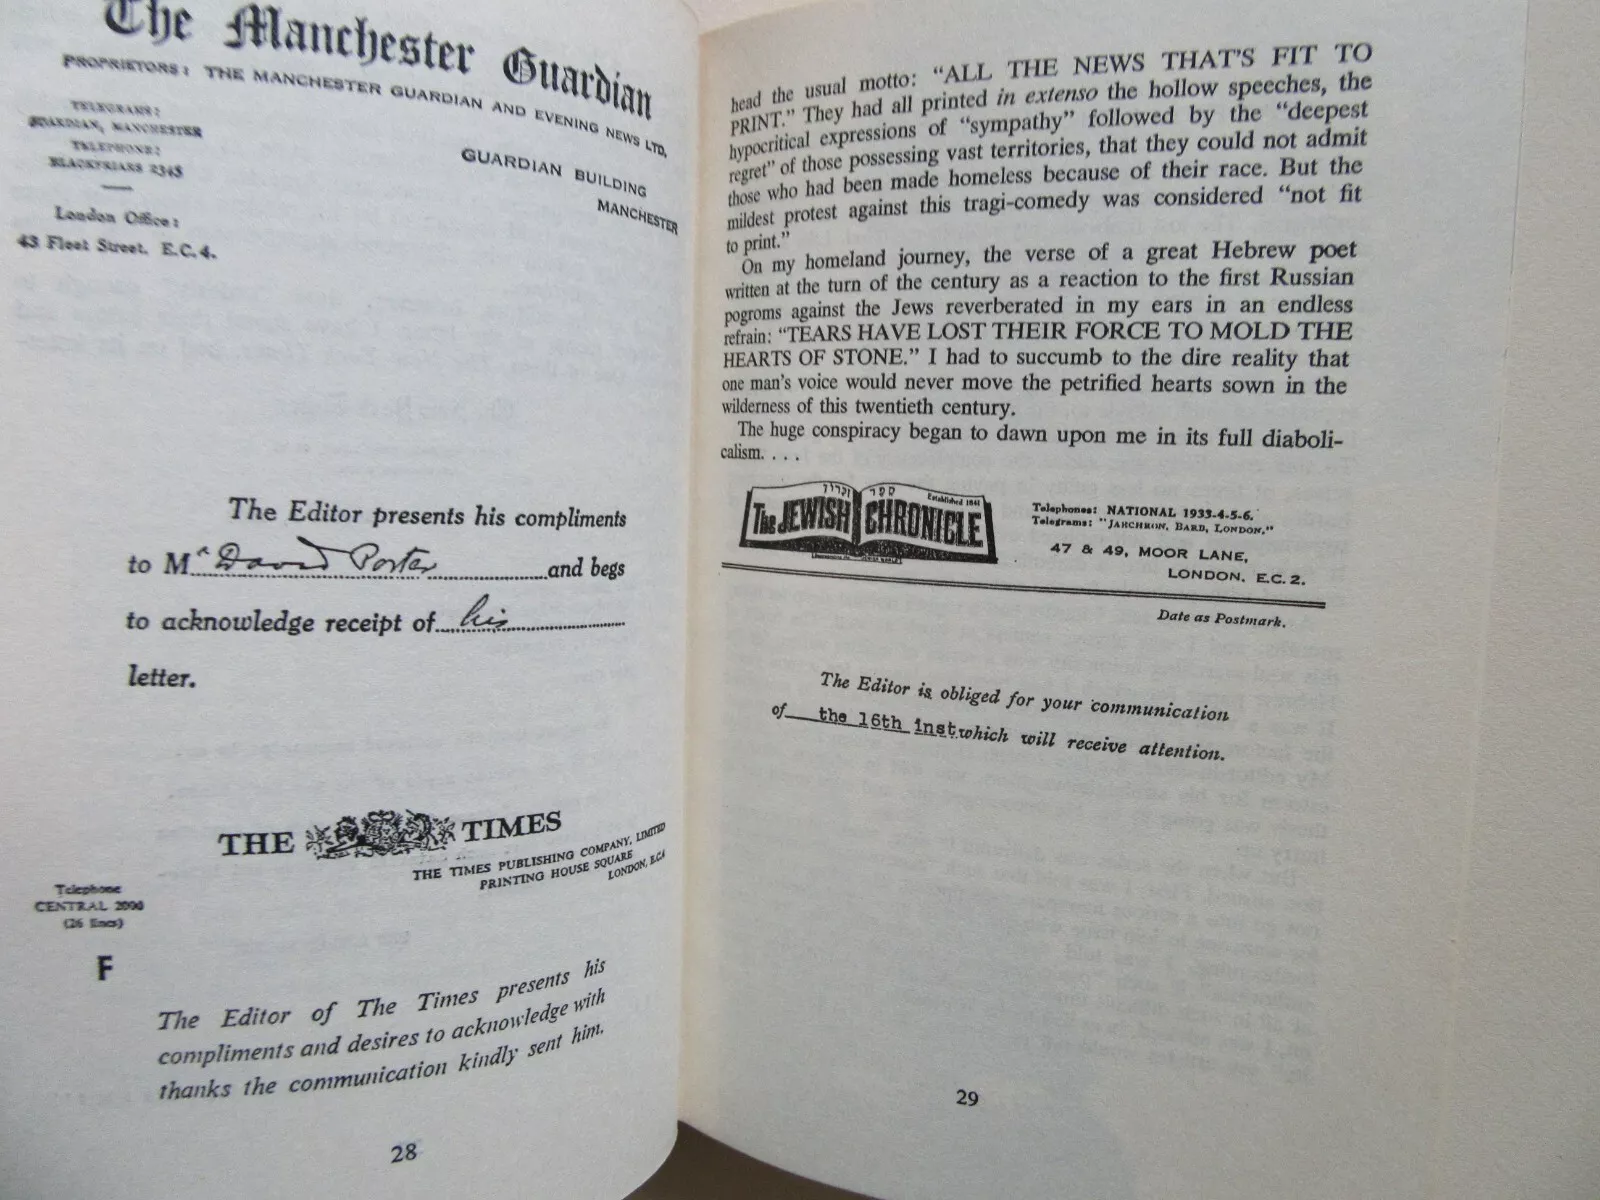 The Manchester Guardian
PROPRIETORS: THE MANCHESTER GUARDIAN AND EVENING NEWS LTD.
TELEGRAMS:
GUARDIAN, MANCHESTER
TELEPHONE:
BLACKFRIARS 2345
London Office:
43 Fleet Street. E.C.4.
GUARDIAN BUILDING
MANCHESTER
The Editor presents his compliments
to Mr David Porter and begs
to acknowledge receipt of his
letter.
THE TIMES
THE TIMES PUBLISHING COMPANY, LIMITED
PRINTING HOUSE SQUARE
LONDON, E.C.4
Telephone
CENTRAL 2000
(26 lines)
F
The Editor of The Times presents his
compliments and desires to acknowledge with
thanks the communication kindly sent him.
28
head the usual motto: “ALL THE NEWS THAT’S FIT TO
PRINT.” They had all printed in extenso the hollow speeches, the
hypocritical expressions of “sympathy” followed by the “deepest
regret” of those possessing vast territories, that they could not admit
those who had been made homeless because of their race. But the
mildest protest against this tragi-comedy was considered “not fit
to print.”
On my homeland journey, the verse of a great Hebrew poet
written at the turn of the century as a reaction to the first Russian
pogroms against the Jews reverberated in my ears in an endless
refrain: “TEARS HAVE LOST THEIR FORCE TO MOLD THE
HEARTS OF STONE.” I had to succumb to the dire reality that
one man’s voice would never move the petrified hearts sown in the
wilderness of this twentieth century.
The huge conspiracy began to dawn upon me in its full diaboli-
calism. . . .
ספר זכרון
Established 1841
The JEWISH CHRONICLE
Telephones: NATIONAL 1933-4-5-6.
Telegrams: "JARCHRON, BARB, LONDON."
47 & 49, MOOR LANE,
LONDON, E.C.2.
Date as Postmark.
The Editor is obliged for your communication
of the 16th inst. which will receive attention.
29